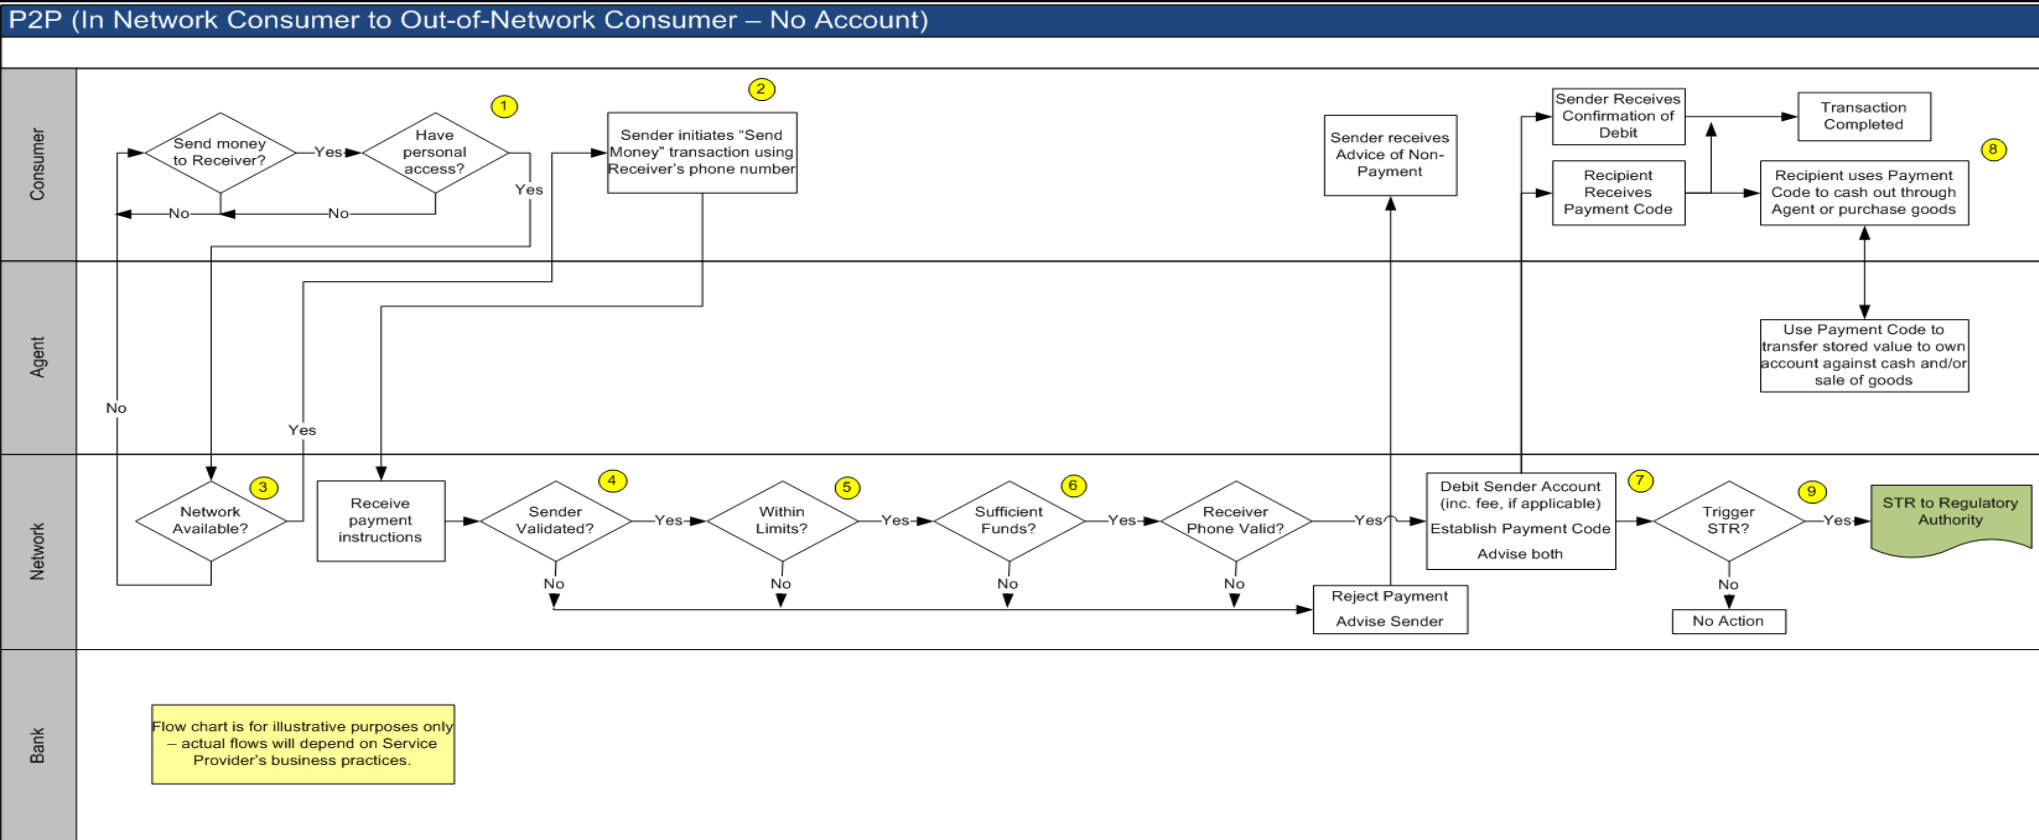 P2P (In Network Consumer to Out-of-Network Consumer – No Account)
Consumer
Send money
to Receiver?
Yes
No
1
Have
personal
access?
Yes
No
2
Sender initiates “Send
Money” transaction using
Receiver’s phone number
Sender receives
Advice of Non-
Payment
Sender Receives
Confirmation of
Debit
Transaction
Completed
Recipient
Receives
Payment Code
8
Recipient uses Payment
Code to cash out through
Agent or purchase goods
Agent
No
Yes
Use Payment Code to
transfer stored value to own
account against cash and/or
sale of goods
Network
3
Network
Available?
Receive
payment
instructions
4
Sender
Validated?
Yes
No
5
Within
Limits?
Yes
No
6
Sufficient
Funds?
Yes
No
Receiver
Phone Valid?
Yes
No
Reject Payment
Advise Sender
7
Debit Sender Account
(inc. fee, if applicable)
Establish Payment Code
Advise both
9
Trigger
STR?
Yes
No
No Action
STR to Regulatory
Authority
Bank
Flow chart is for illustrative purposes only
– actual flows will depend on Service
Provider’s business practices.